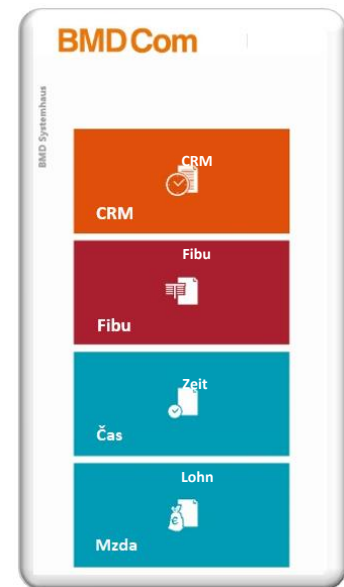 BMD Com
BMD Systemhaus
CRM
CRM
Fibu
Fibu
Zeit
Čas
Lohn
€
Mzda